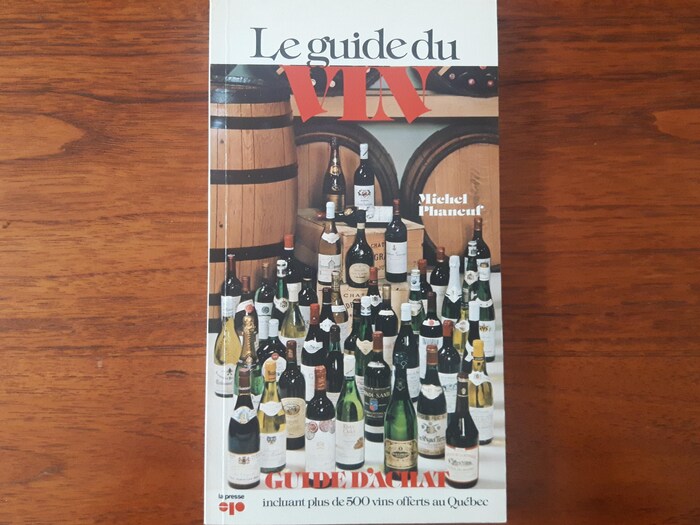 Le guide du
VIN
Michel
Phaneuf
GUIDE D'ACHAT
incluant plus de 500 vins offerts au Québec
la presse